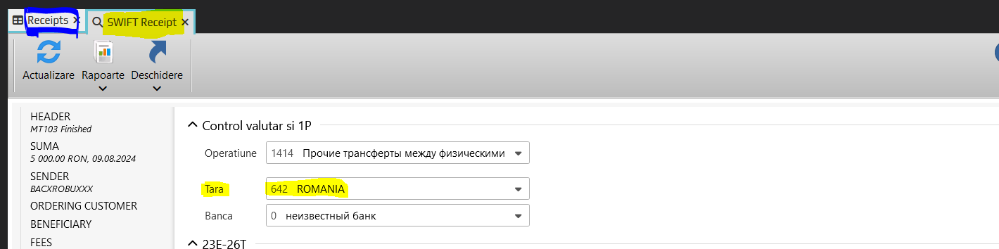 Receipts SWIFT Receipt
Actualizare Rapoarte Deschidere
HEADER
MT103 Finished
SUMA
5 000.00 RON, 09.08.2024
SENDER
BACXROBUXXX
ORDERING CUSTOMER
BENEFICIARY
FEES
Control valutar si 1P
Operatiune 1414 Прочие трансферты между физическими
Tara 642 ROMANIA
Banca 0 неизвестный банк
23E-26T